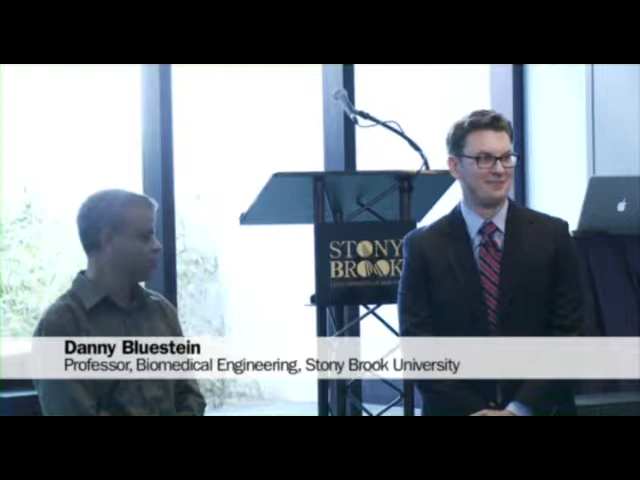 STONY
BROOK
Danny Bluestein
Professor, Biomedical Engineering, Stony Brook University